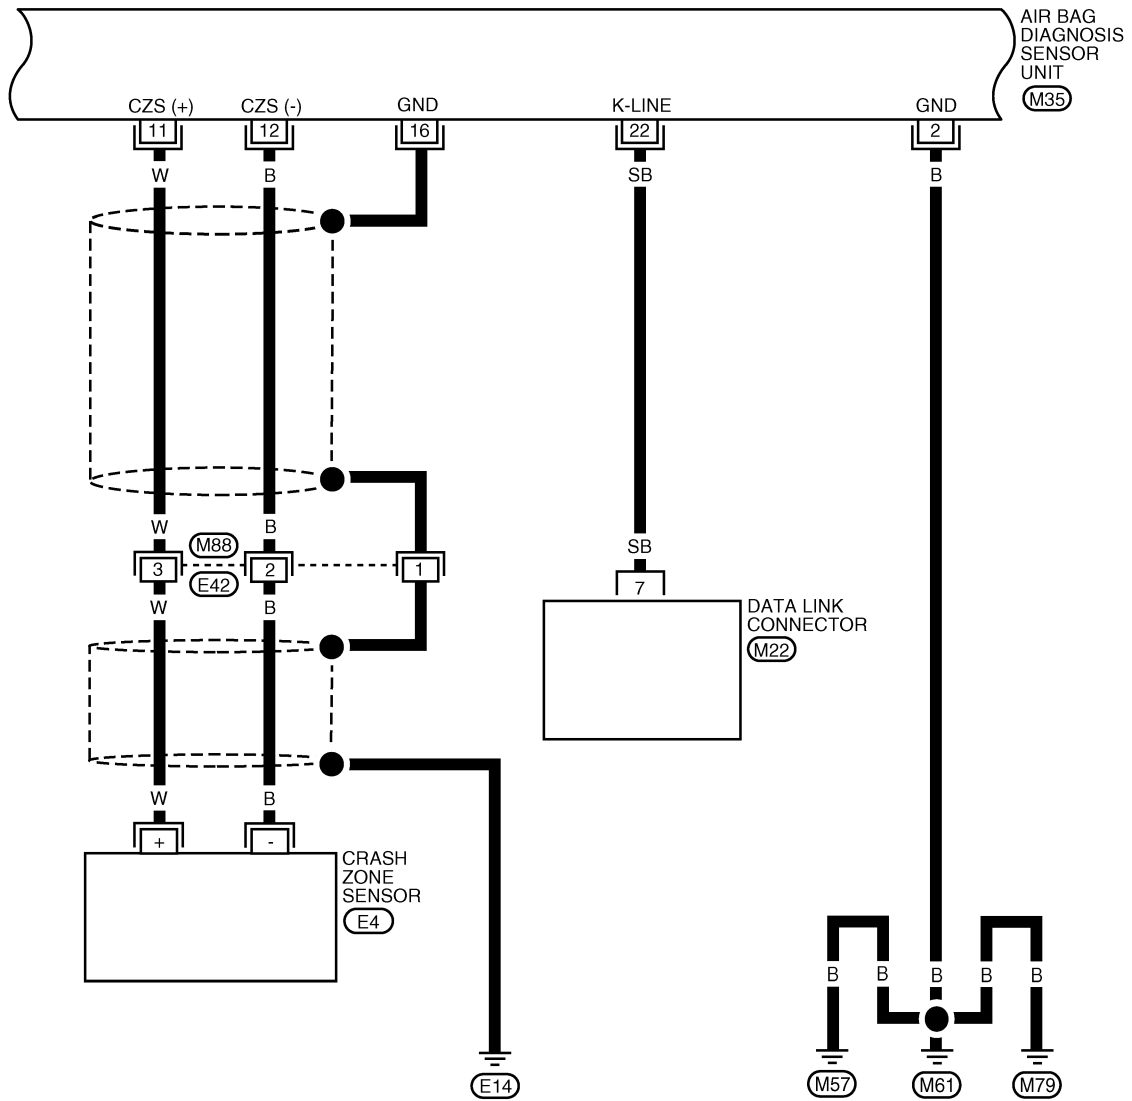 AIR BAG
DIAGNOSIS
SENSOR
UNIT
M35
CZS (+) CZS (-) GND K-LINE GND
11 12 16 22 2
W B SB B
W B
M88
SB
3 2 1
E42
7
W B
DATA LINK
CONNECTOR
M22
W B
+ -
CRASH
ZONE
SENSOR
E4
B B B B B
E14 M57 M61 M79